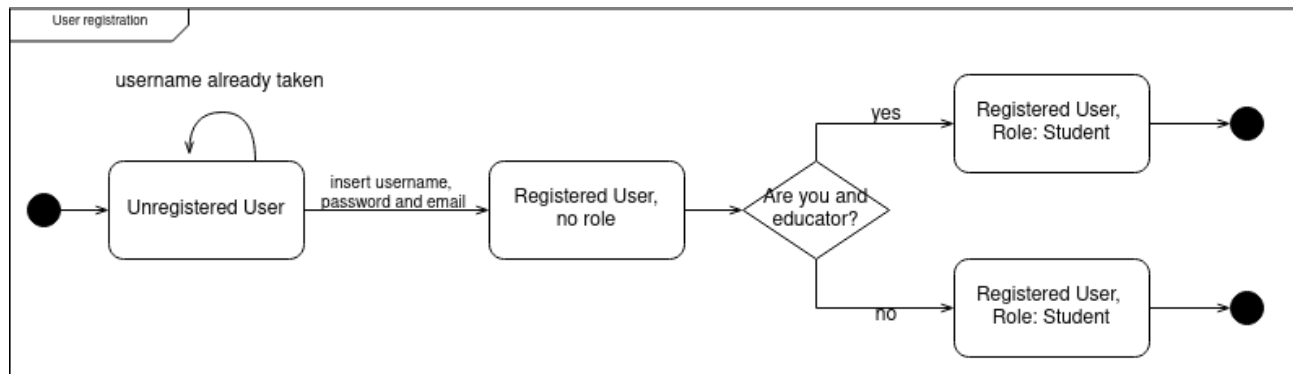 User registration
username already taken
Unregistered User
insert username,
password and email
Registered User,
no role
Are you and
educator?
yes
Registered User,
Role: Student
no
Registered User,
Role: Student